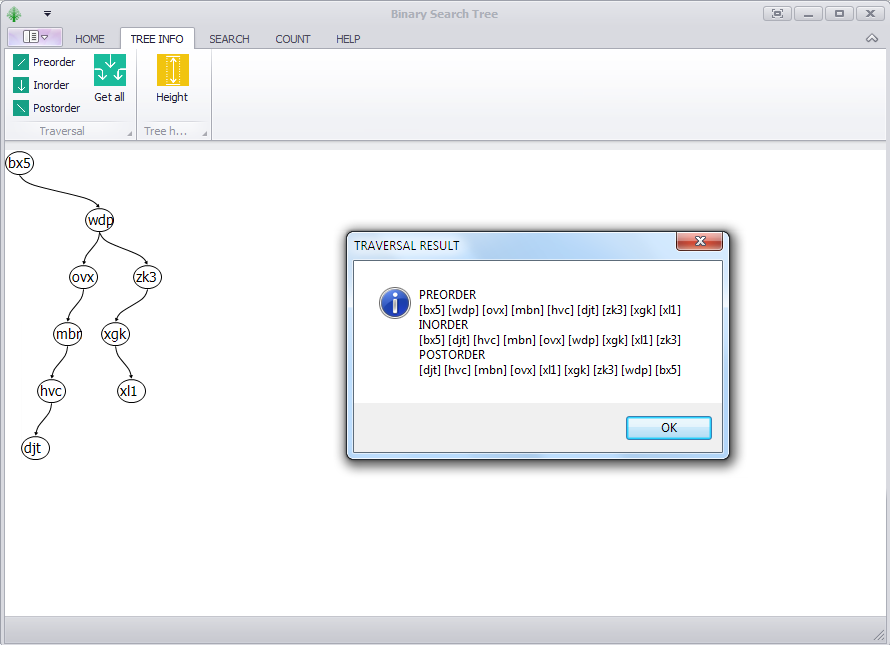 Binary Search Tree
HOME TREE INFO SEARCH COUNT HELP
Preorder
Inorder
Postorder
Get all
Height
Traversal
Tree h...
bx5
wdp
ovx zk3
mbn xgk
hvc xl1
djt
TRAVERSAL RESULT
PREORDER
[bx5] [wdp] [ovx] [mbn] [hvc] [djt] [zk3] [xgk] [xl1]
INORDER
[bx5] [djt] [hvc] [mbn] [ovx] [wdp] [xgk] [xl1] [zk3]
POSTORDER
[djt] [hvc] [mbn] [ovx] [xl1] [xgk] [zk3] [wdp] [bx5]
OK